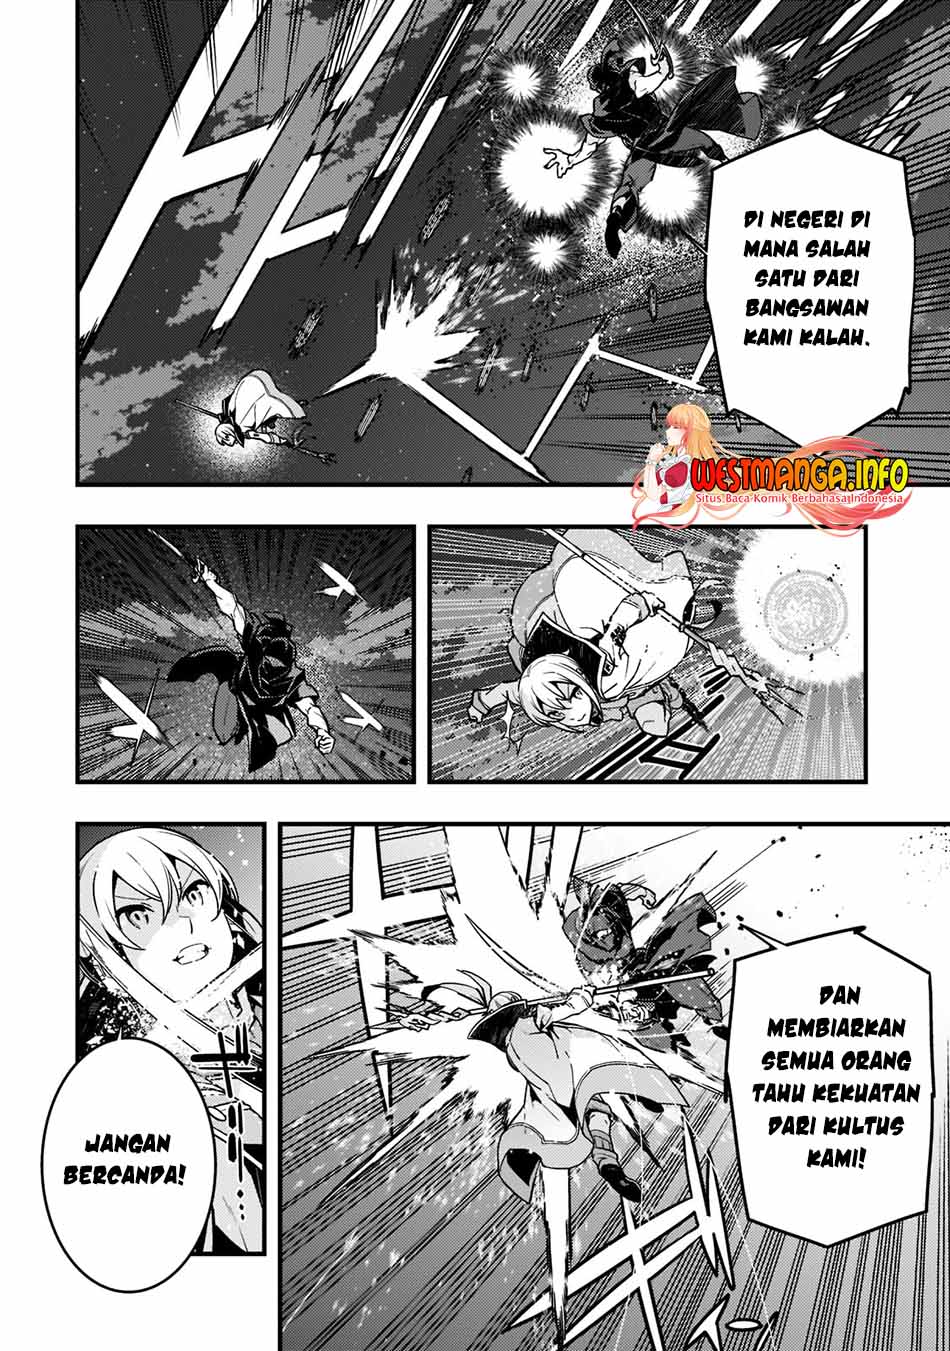 DI NEGERI DI
MANA SALAH
SATU DARI
BANGSAWAN
KAMI KALAH.
WESTMANGA.INFO
Situs Baca Komik Berbahasa Indonesia
DAN
MEMBIARKAN
SEMUA ORANG
TAHU KEKUATAN
DARI KULTUS
KAMI!
JANGAN
BERCANDA!